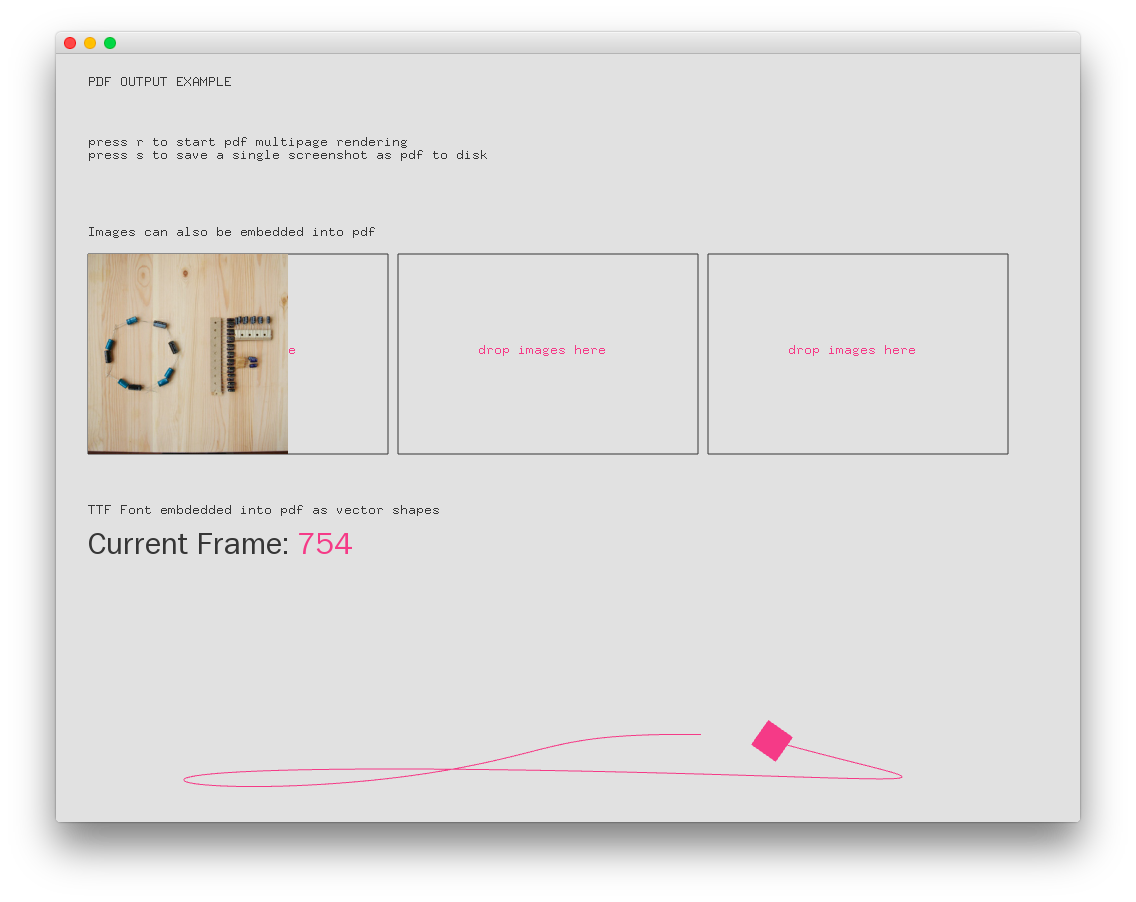 PDF OUTPUT EXAMPLE
press r to start pdf multipage rendering
press s to save a single screenshot as pdf to disk
Images can also be embedded into pdf
OF
e
drop images here
drop images here
TTF Font embdedded into pdf as vector shapes
Current Frame: 754